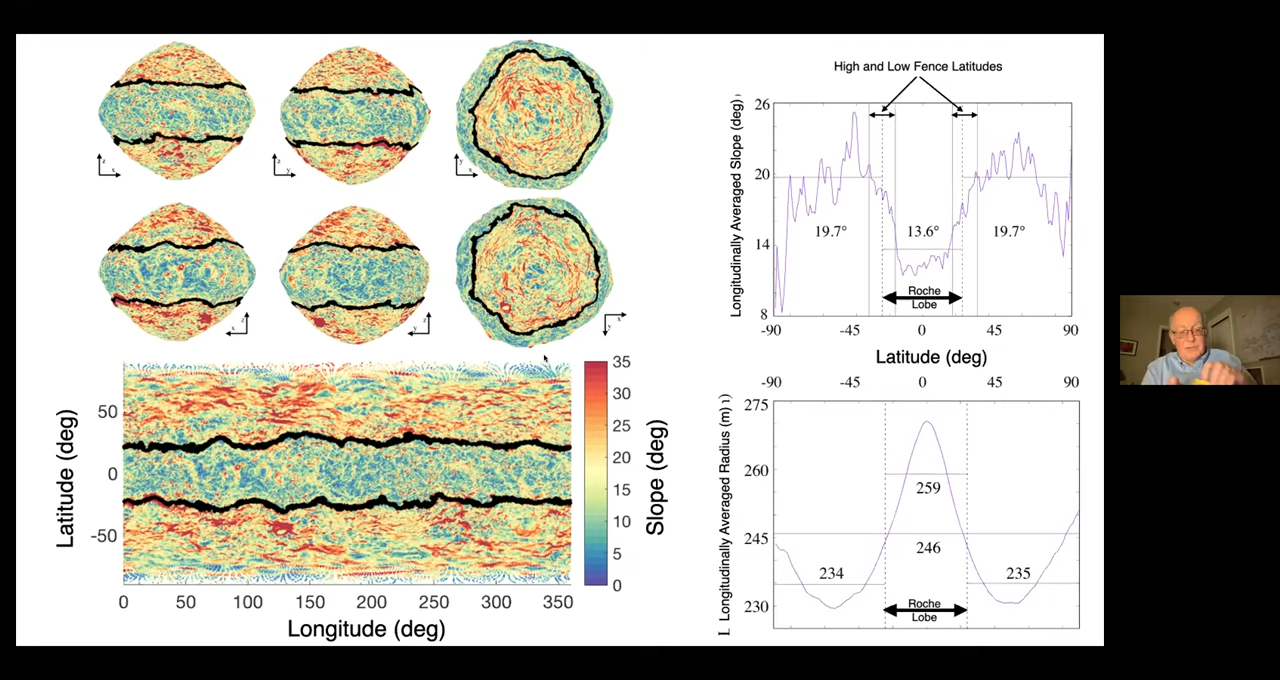 z
x
z
y
y
x
z
x
z
y
x
y
50
0
-50
Latitude (deg)
0
50
100
150
200
250
300
350
Longitude (deg)
35
30
25
20
15
10
5
0
Slope (deg)
High and Low Fence Latitudes
Longitudinally Averaged Slope (deg)
26
20
14
8
19.7°
13.6°
19.7°
Roche
Lobe
-90
-45
0
45
90
Latitude (deg)
-90
-45
0
45
90
Longitudinally Averaged Radius (m)
275
260
245
230
259
246
234
235
Roche
Lobe